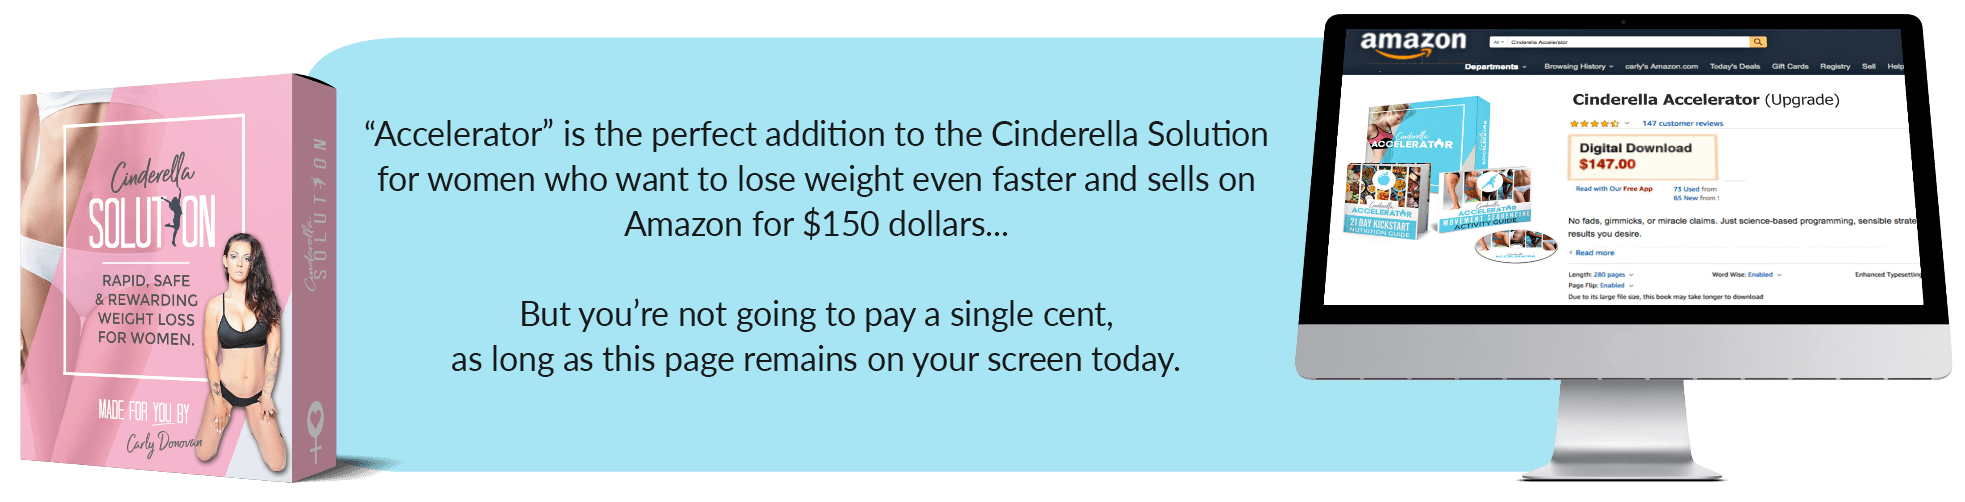 Cinderella
SOLUTION
RAPID, SAFE
& REWARDING
WEIGHT LOSS
FOR WOMEN.
MADE FOR YOU BY
Carly Donovan
Cinderella
SOLUTION
“Accelerator” is the perfect addition to the Cinderella Solution
for women who want to lose weight even faster and sells on
Amazon for $150 dollars...
But you’re not going to pay a single cent,
as long as this page remains on your screen today.
amazon
All
Cinderella Accelerator
Departments
Browsing History
carly's Amazon.com
Today's Deals
Gift Cards
Registry
Sell
Help
Cinderella Accelerator (Upgrade)
147 customer reviews
Digital Download
$147.00
Read with Our Free App
73 Used from
65 New from !
No fads, gimmicks, or miracle claims. Just science-based programming, sensible strate
results you desire.
Read more
Length: 280 pages
Word Wise: Enabled
Enhanced Typesetting
Page Flip: Enabled
Due to its large file size, this book may take longer to download
Cinderella
ACCELERATOR
ACCELERATOR
Cinderella
ACCELERATOR
21 DAY KICKSTART
NUTRITION GUIDE
Cinderella
ACCELERATOR
MOVEMENT SEQUENCING
ACTIVITY GUIDE
ACCELERATOR